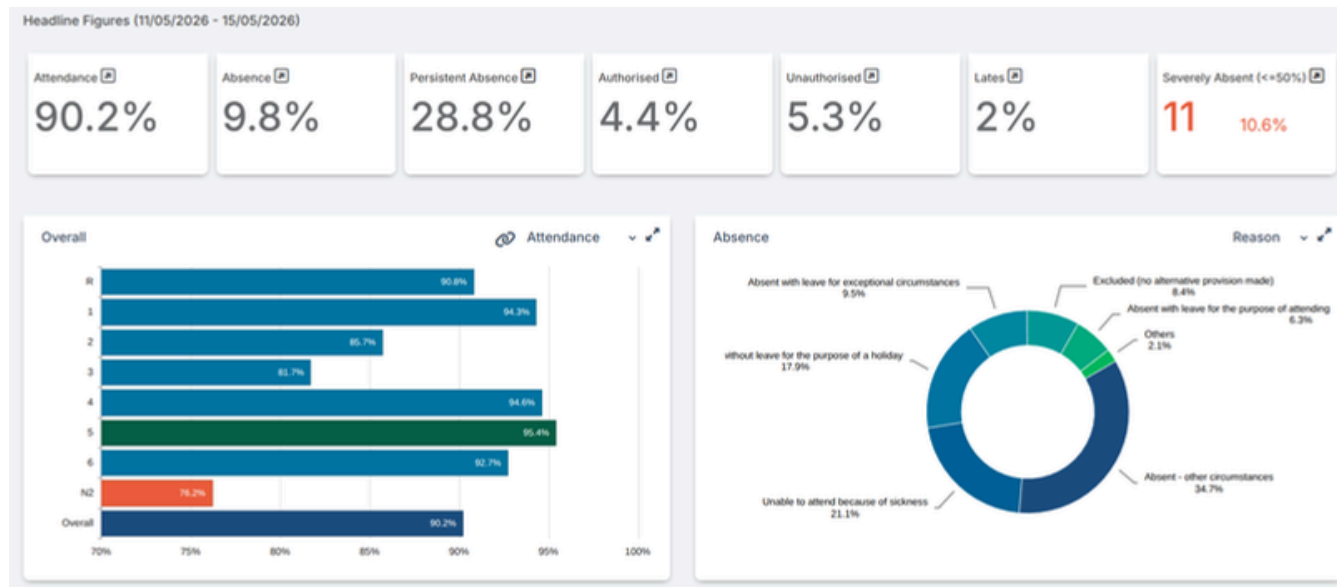 Headline Figures (11/05/2026 - 15/05/2026)
Attendance
90.2%
Absence
9.8%
Persistent Absence
28.8%
Authorised
4.4%
Unauthorised
5.3%
Lates
2%
Severely Absent (<=50%)
11 10.6%
Overall
Attendance
R 90.8%
1 94.3%
2 85.7%
3 81.7%
4 94.6%
5 95.4%
6 92.7%
N2 76.2%
Overall 90.2%
70% 75% 80% 85% 90% 95% 100%
Absence
Reason
Absent with leave for exceptional circumstances
9.5%
Excluded (no alternative provision made)
8.4%
Absent with leave for the purpose of attending
6.3%
Others
2.1%
without leave for the purpose of a holiday
17.9%
Absent - other circumstances
34.7%
Unable to attend because of sickness
21.1%